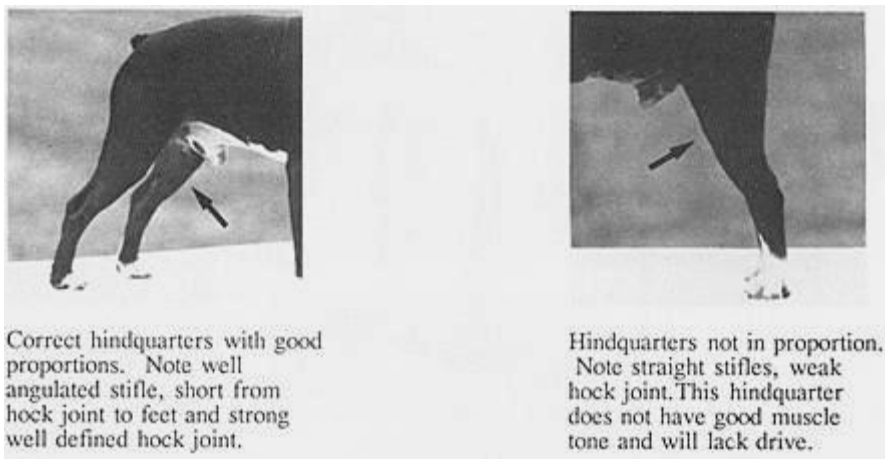 Correct hindquarters with good
proportions. Note well
angulated stifle, short from
hock joint to feet and strong
well defined hock joint.
Hindquarters not in proportion.
Note straight stifles, weak
hock joint.This hindquarter
does not have good muscle
tone and will lack drive.